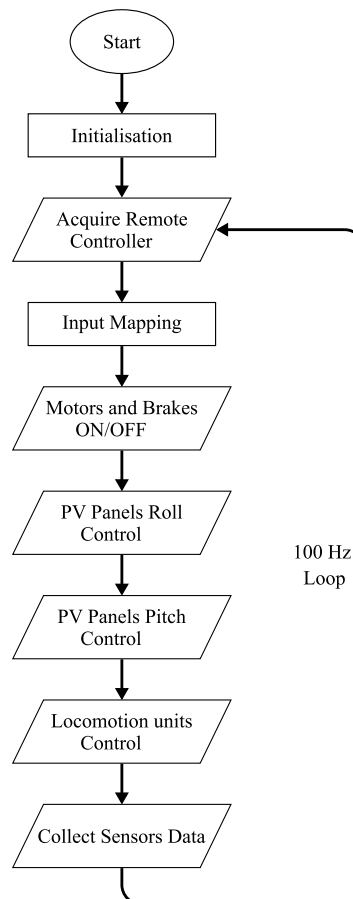 Start
Initialisation
Acquire Remote
Controller
Input Mapping
Motors and Brakes
ON/OFF
PV Panels Roll
Control
100 Hz
Loop
PV Panels Pitch
Control
Locomotion units
Control
Collect Sensors Data